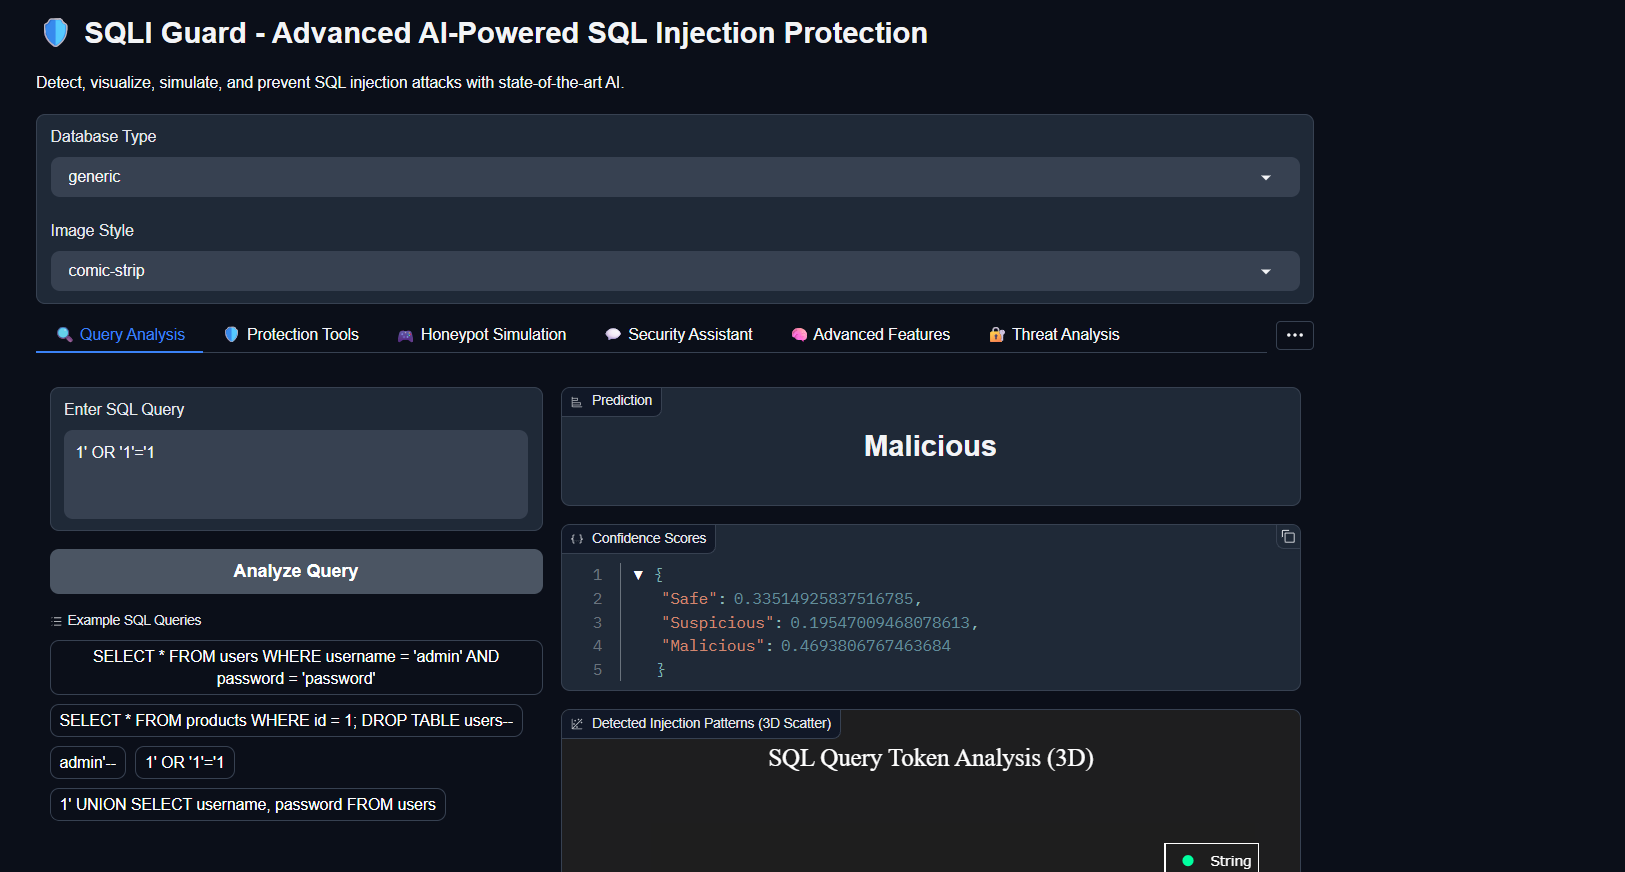 SQLI Guard - Advanced AI-Powered SQL Injection Protection
Detect, visualize, simulate, and prevent SQL injection attacks with state-of-the-art AI.
Database Type
generic
Image Style
comic-strip
Query Analysis
Protection Tools
Honeypot Simulation
Security Assistant
Advanced Features
Threat Analysis
Enter SQL Query
1' OR '1'='1
Analyze Query
Example SQL Queries
SELECT * FROM users WHERE username = 'admin' AND
password = 'password'
SELECT * FROM products WHERE id = 1; DROP TABLE users--
admin'--
1' OR '1'='1
1' UNION SELECT username, password FROM users
Prediction
Malicious
Confidence Scores
1 {
2 "Safe": 0.33514925837516785,
3 "Suspicious": 0.19547009468078613,
4 "Malicious": 0.4693806767463684
5 }
Detected Injection Patterns (3D Scatter)
SQL Query Token Analysis (3D)
String